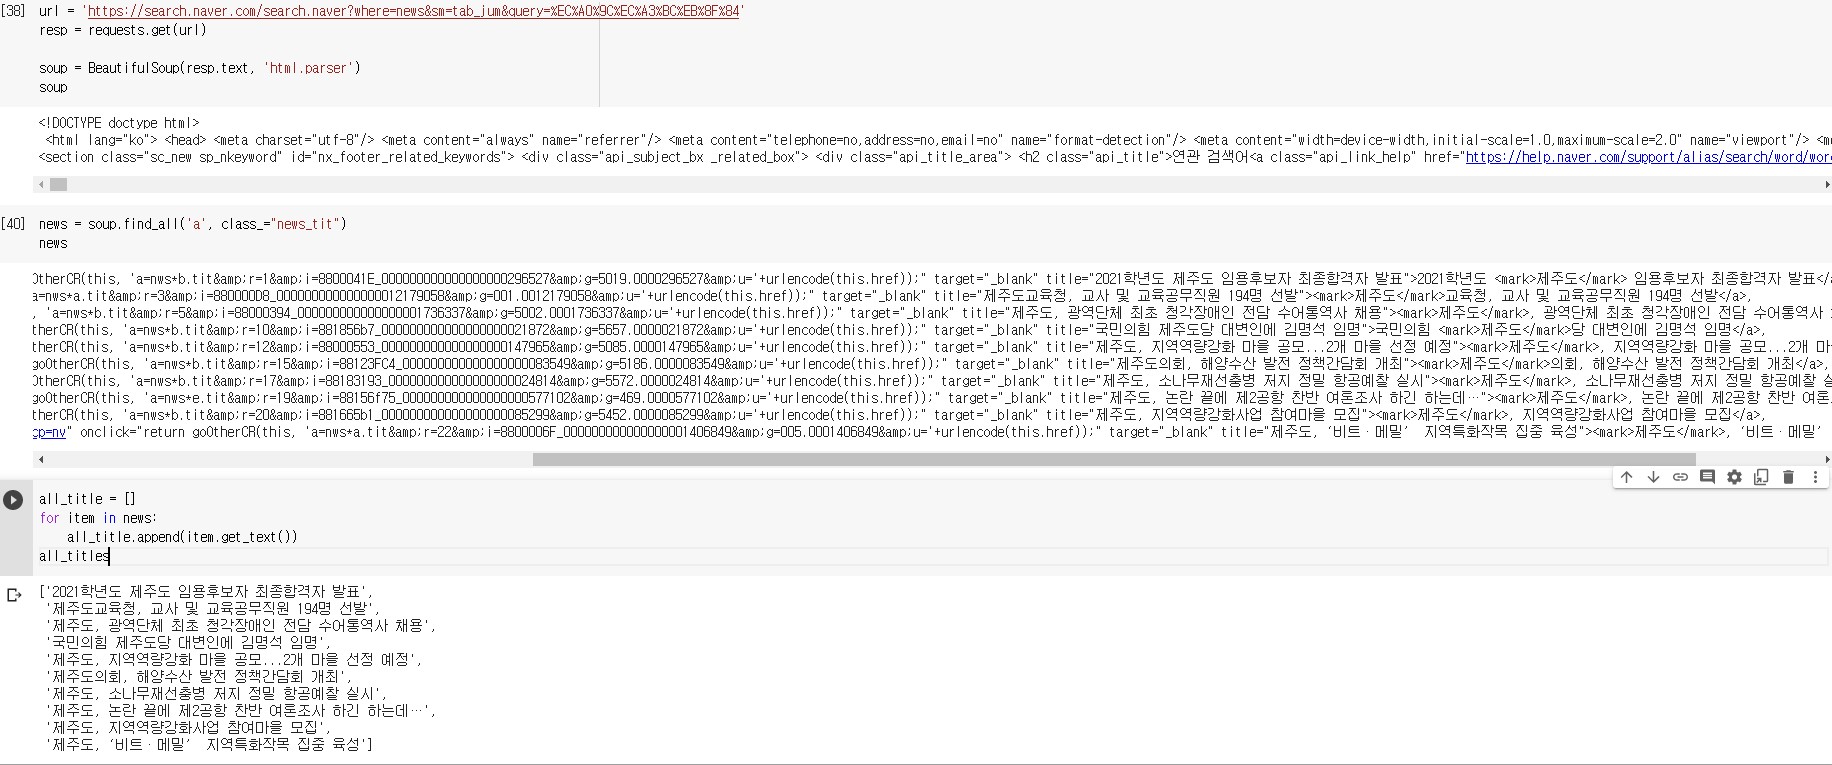 [38] url = 'https://search.naver.com/search.naver?where=news&sm=tab_jum&query=%EC%A0%9C%EC%A3%BC%EB%8F%84'
resp = requests.get(url)
soup = BeautifulSoup(resp.text, 'html.parser')
soup
<!DOCTYPE doctype html>
<html lang="ko"> <head> <meta charset="utf-8"/> <meta content="always" name="referrer"/> <meta content="telephone=no,address=no,email=no" name="format-detection"/> <meta content="width=device-width,initial-scale=1.0,maximum-scale=2.0" name="viewport"/> <m
<section class="sc_new sp_nkeyword" id="nx_footer_related_keywords"> <div class="api_subject_bx _related_box"> <div class="api_title_area"> <h2 class="api_title">연관 검색어<a class="api_link_help" href="https://help.naver.com/support/alias/search/word/wor
[40] news = soup.find_all('a', class_="news_tit")
news
OtherCR(this, 'a=nws*b.tit&amp;r=1&amp;i=8800041E_000000000000000000296527&amp;g=5019.0000296527&amp;u='+urlencode(this.href));" target="_blank" title="2021학년도 제주도 임용후보자 최종합격자 발표">2021학년도 <mark>제주도</mark> 임용후보자 최종합격자 발표</
a=nws*a.tit&amp;r=3&amp;i=880000D8_000000000000000012179058&amp;g=001.0012179058&amp;u='+urlencode(this.href));" target="_blank" title="제주도교육청, 교사 및 교육공무직원 194명 선발"><mark>제주도</mark>교육청, 교사 및 교육공무직원 194명 선발</a>,
, 'a=nws*b.tit&amp;r=5&amp;i=88000394_000000000000000001736337&amp;g=5002.0001736337&amp;u='+urlencode(this.href));" target="_blank" title="제주도, 광역단체 최초 청각장애인 전담 수어통역사 채용"><mark>제주도</mark>, 광역단체 최초 청각장애인 전담 수어통역사
therCR(this, 'a=nws*b.tit&amp;r=10&amp;i=881856b7_000000000000000000021872&amp;g=5657.0000021872&amp;u='+urlencode(this.href));" target="_blank" title="국민의힘 제주도당 대변인에 김명석 임명">국민의힘 <mark>제주도</mark>당 대변인에 김명석 임명</a>,
therCR(this, 'a=nws*b.tit&amp;r=12&amp;i=88000553_000000000000000000147965&amp;g=5085.0000147965&amp;u='+urlencode(this.href));" target="_blank" title="제주도, 지역역량강화 마을 공모...2개 마을 선정 예정"><mark>제주도</mark>, 지역역량강화 마을 공모...2개 마
goOtherCR(this, 'a=nws*b.tit&amp;r=15&amp;i=88123FC4_000000000000000000083549&amp;g=5186.0000083549&amp;u='+urlencode(this.href));" target="_blank" title="제주도의회, 해양수산 발전 정책간담회 개최"><mark>제주도</mark>의회, 해양수산 발전 정책간담회 개최</a>,
OtherCR(this, 'a=nws*b.tit&amp;r=17&amp;i=88183193_000000000000000000024814&amp;g=5572.0000024814&amp;u='+urlencode(this.href));" target="_blank" title="제주도, 소나무재선충병 저지 정밀 항공예찰 실시"><mark>제주도</mark>, 소나무재선충병 저지 정밀 항공예찰 실
goOtherCR(this, 'a=nws*e.tit&amp;r=19&amp;i=88156f75_000000000000000000577102&amp;g=469.0000577102&amp;u='+urlencode(this.href));" target="_blank" title="제주도, 논란 끝에 제2공항 찬반 여론조사 하긴 하는데…"><mark>제주도</mark>, 논란 끝에 제2공항 찬반 여론
therCR(this, 'a=nws*b.tit&amp;r=20&amp;i=881665b1_000000000000000000085299&amp;g=5452.0000085299&amp;u='+urlencode(this.href));" target="_blank" title="제주도, 지역역량강화사업 참여마을 모집"><mark>제주도</mark>, 지역역량강화사업 참여마을 모집</a>,
cp=nv" onclick="return goOtherCR(this, 'a=nws*a.tit&amp;r=22&amp;i=8800006F_000000000000000001406849&amp;g=005.0001406849&amp;u='+urlencode(this.href));" target="_blank" title="제주도, ‘비트·메밀’ 지역특화작목 집중 육성"><mark>제주도</mark>, ‘비트·메밀’
all_title = []
for item in news:
all_title.append(item.get_text())
all_titles
['2021학년도 제주도 임용후보자 최종합격자 발표',
'제주도교육청, 교사 및 교육공무직원 194명 선발',
'제주도, 광역단체 최초 청각장애인 전담 수어통역사 채용',
'국민의힘 제주도당 대변인에 김명석 임명',
'제주도, 지역역량강화 마을 공모...2개 마을 선정 예정',
'제주도의회, 해양수산 발전 정책간담회 개최',
'제주도, 소나무재선충병 저지 정밀 항공예찰 실시',
'제주도, 논란 끝에 제2공항 찬반 여론조사 하긴 하는데…',
'제주도, 지역역량강화사업 참여마을 모집',
'제주도, ‘비트·메밀’ 지역특화작목 집중 육성']